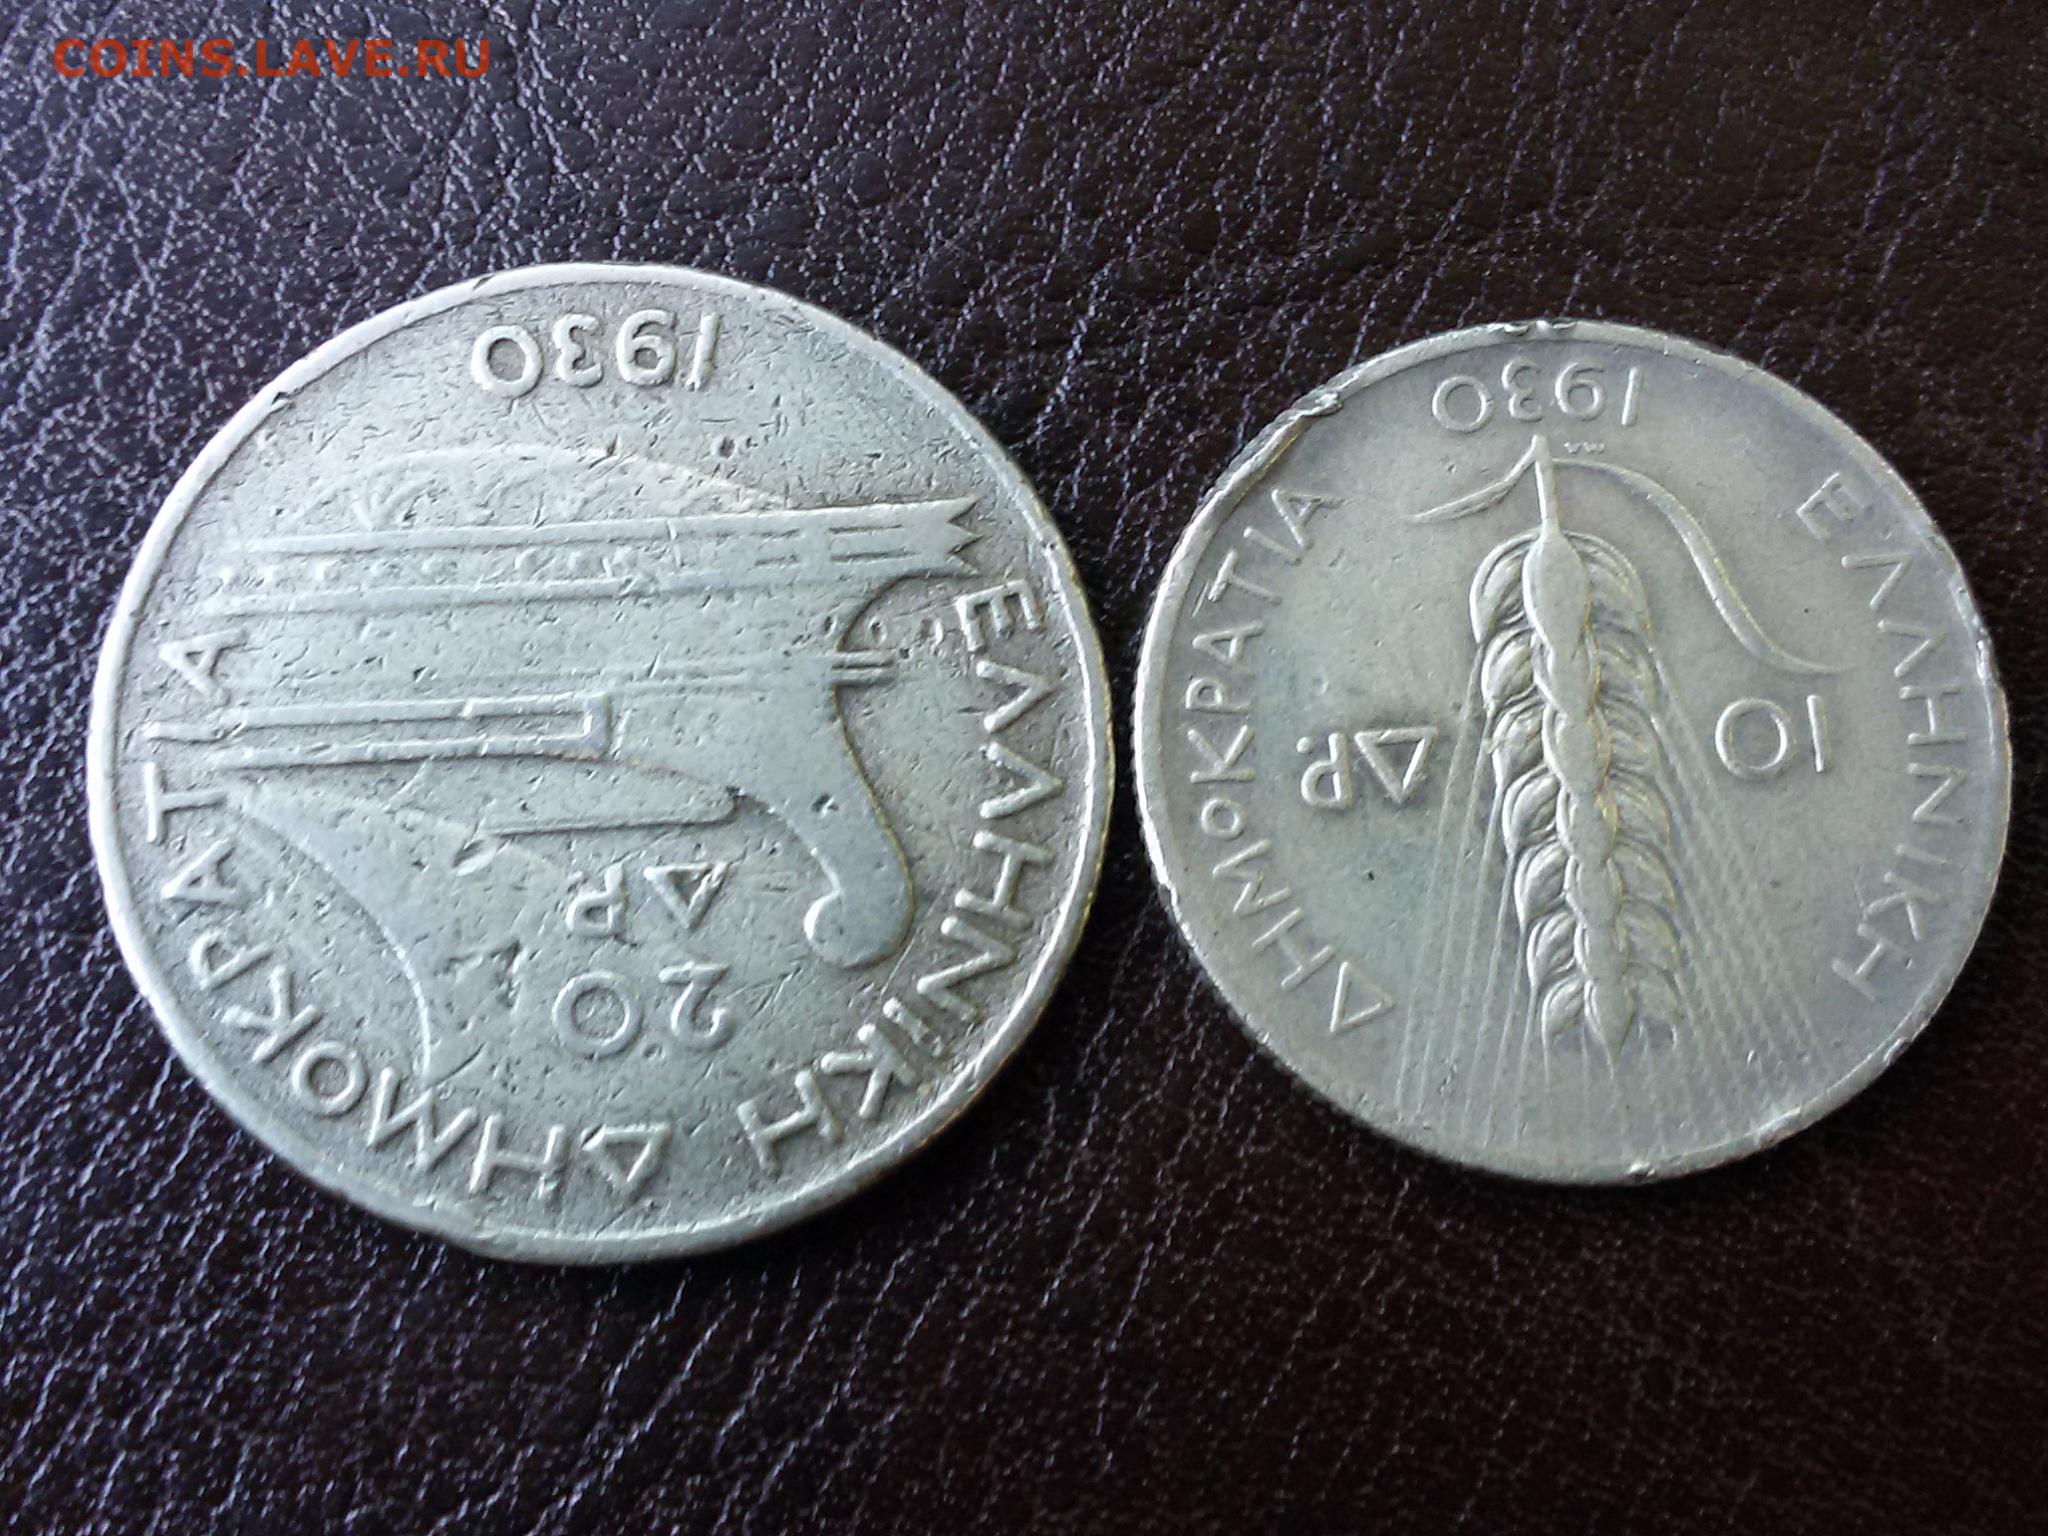 COINS.LAVE.RU
ΕΛΛΗΝΙΚΗ ΔΗΜΟΚΡΑΤΙΑ
20
ΔΡ
1930
ΕΛΛΗΝΙΚΗ ΔΗΜΟΚΡΑΤΙΑ
10 ΔΡ.
1930